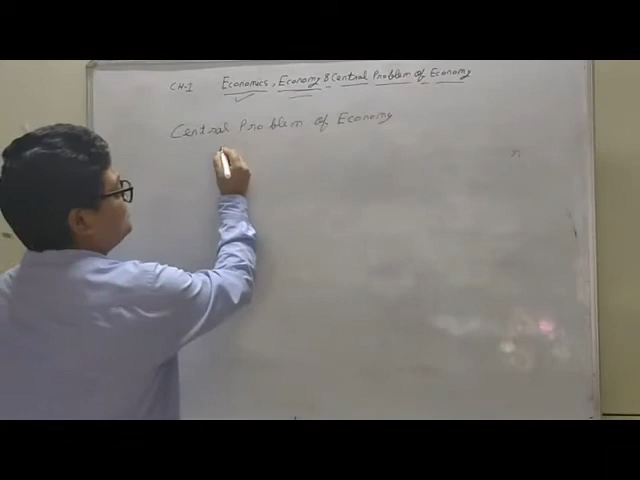 CH-1 Economics, Economy & Central Problem of Economy
Central Problem of Economy
n